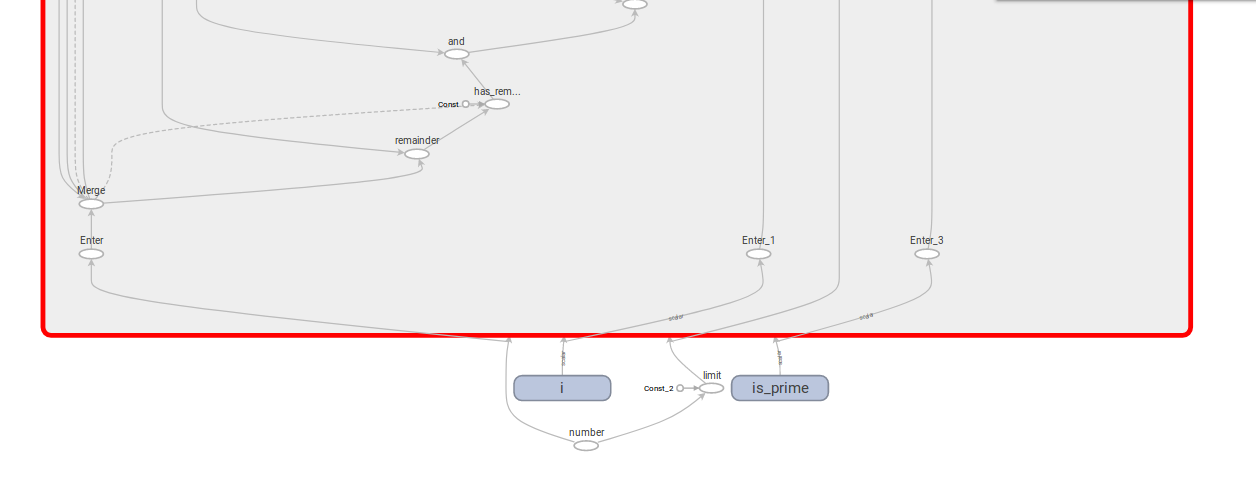 and
has_rem...
Const
remainder
Merge
Enter
Enter_1
Enter_3
scalar
scalar
scalar
scalar
i
Const_2
limit
is_prime
number